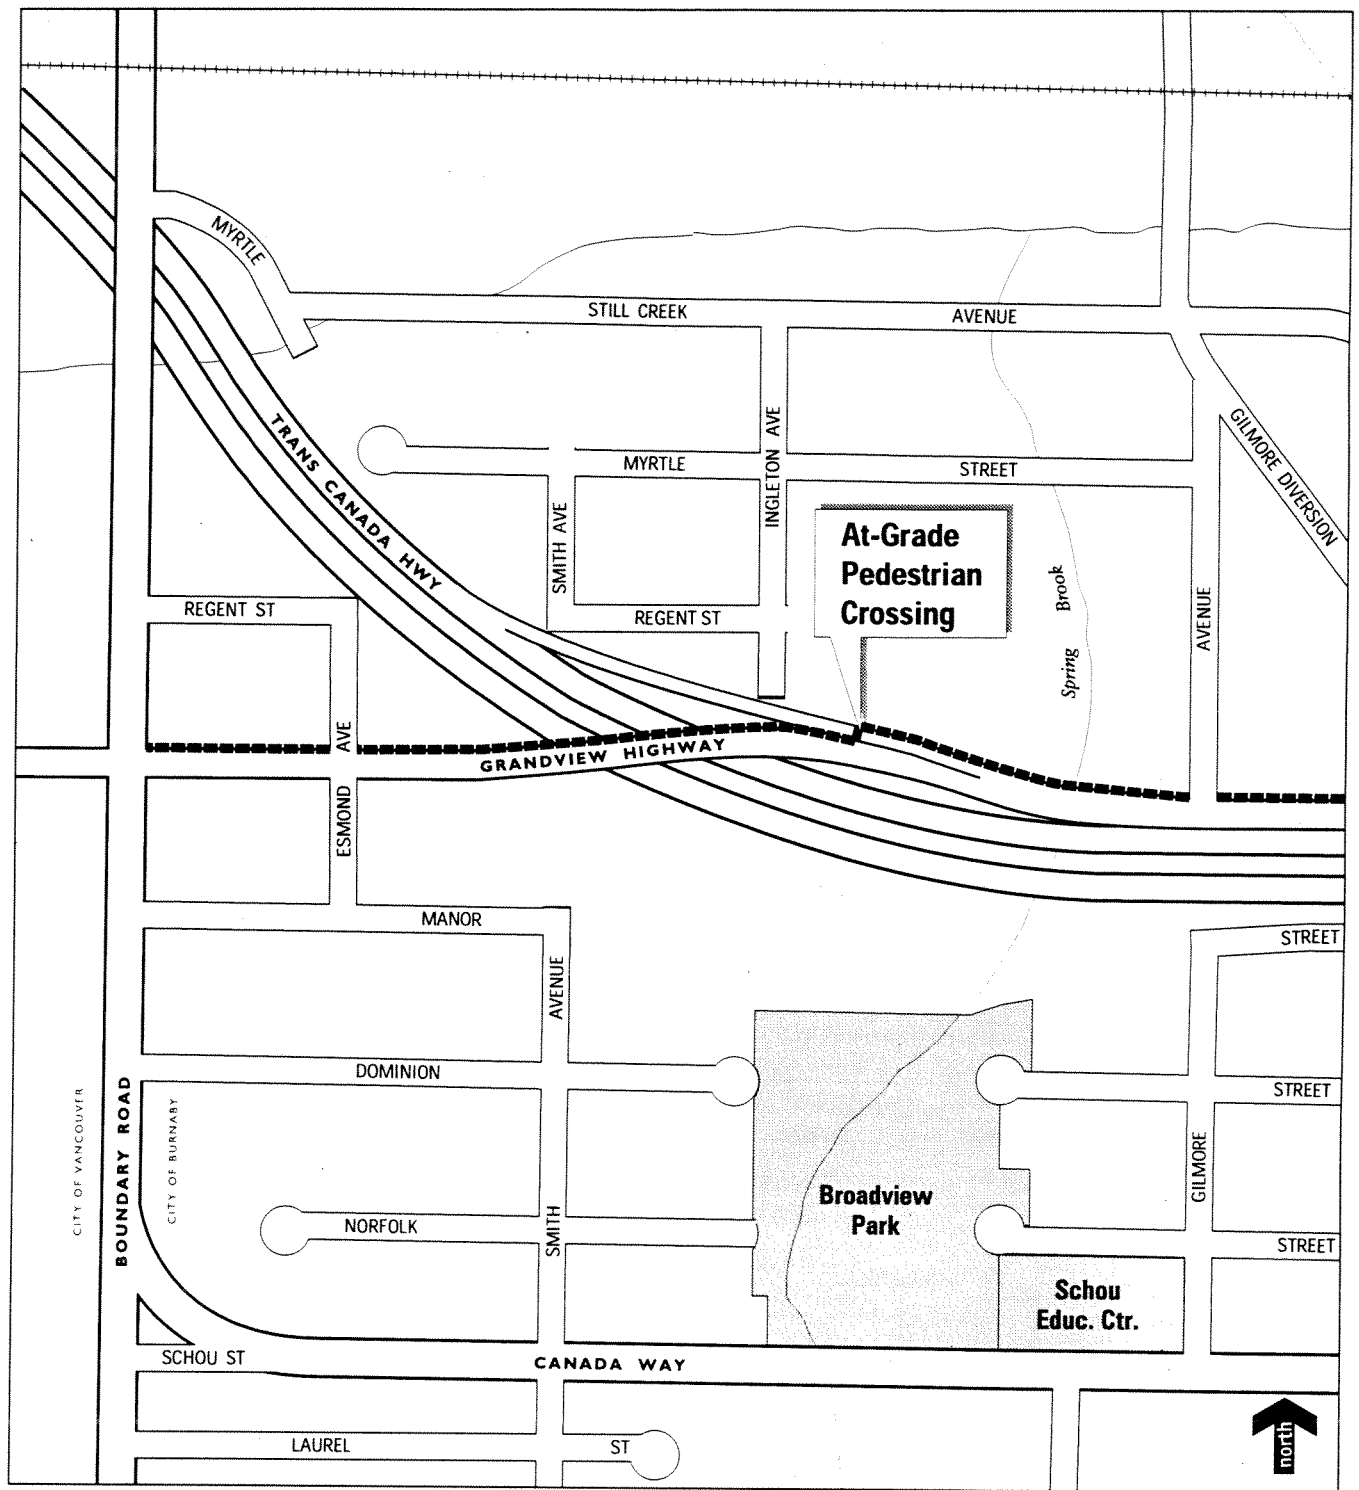 MYRTLE
STILL CREEK
AVENUE
TRANS CANADA HWY
MYRTLE
STREET
INGLETON AVE
GILMORE DIVERSION
SMITH AVE
At-Grade
Pedestrian
Crossing
Spring Brook
AVENUE
REGENT ST
REGENT ST
AVE
GRANDVIEW HIGHWAY
ESMOND
MANOR
STREET
AVENUE
DOMINION
STREET
CITY OF VANCOUVER
BOUNDARY ROAD
CITY OF BURNABY
GILMORE
Broadview
Park
NORFOLK
SMITH
STREET
Schou
Educ. Ctr.
SCHOU ST
CANADA WAY
LAUREL
ST
north